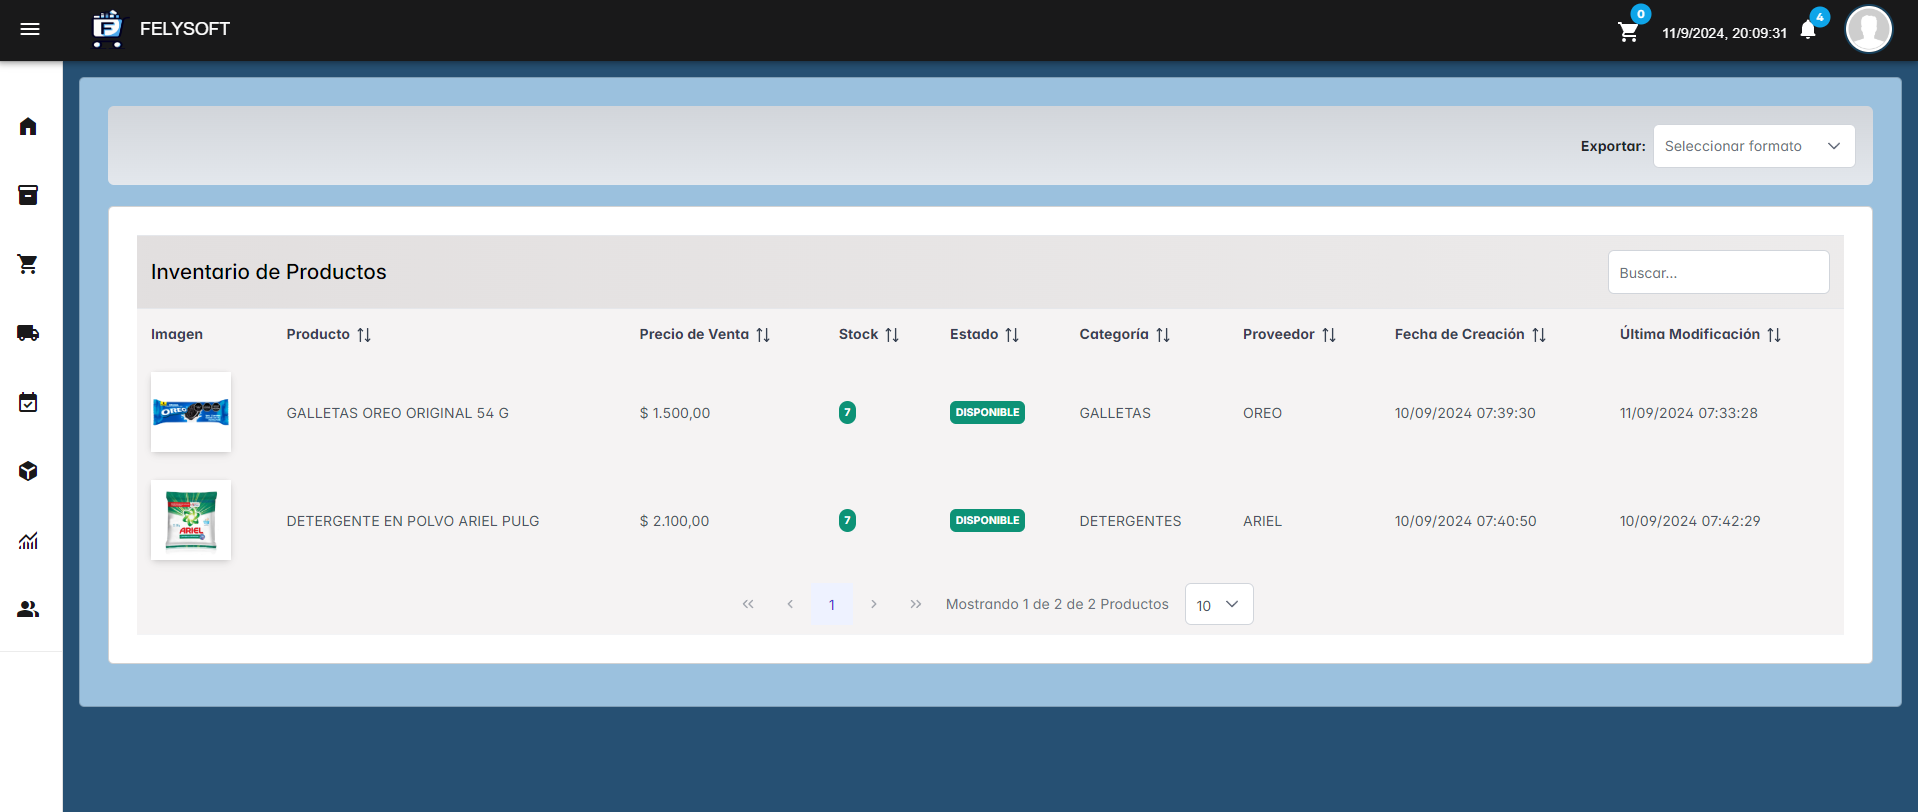 FELYSOFT
0
11/9/2024, 20:09:31
4
Exportar: Seleccionar formato
Inventario de Productos
Buscar...
Imagen Producto Precio de Venta Stock Estado Categoría Proveedor Fecha de Creación Última Modificación
OREO
GALLETAS OREO ORIGINAL 54 G $ 1.500,00 7 DISPONIBLE GALLETAS OREO 10/09/2024 07:39:30 11/09/2024 07:33:28
ARIEL
DETERGENTE EN POLVO ARIEL PULG $ 2.100,00 7 DISPONIBLE DETERGENTES ARIEL 10/09/2024 07:40:50 10/09/2024 07:42:29
1 Mostrando 1 de 2 de 2 Productos 10